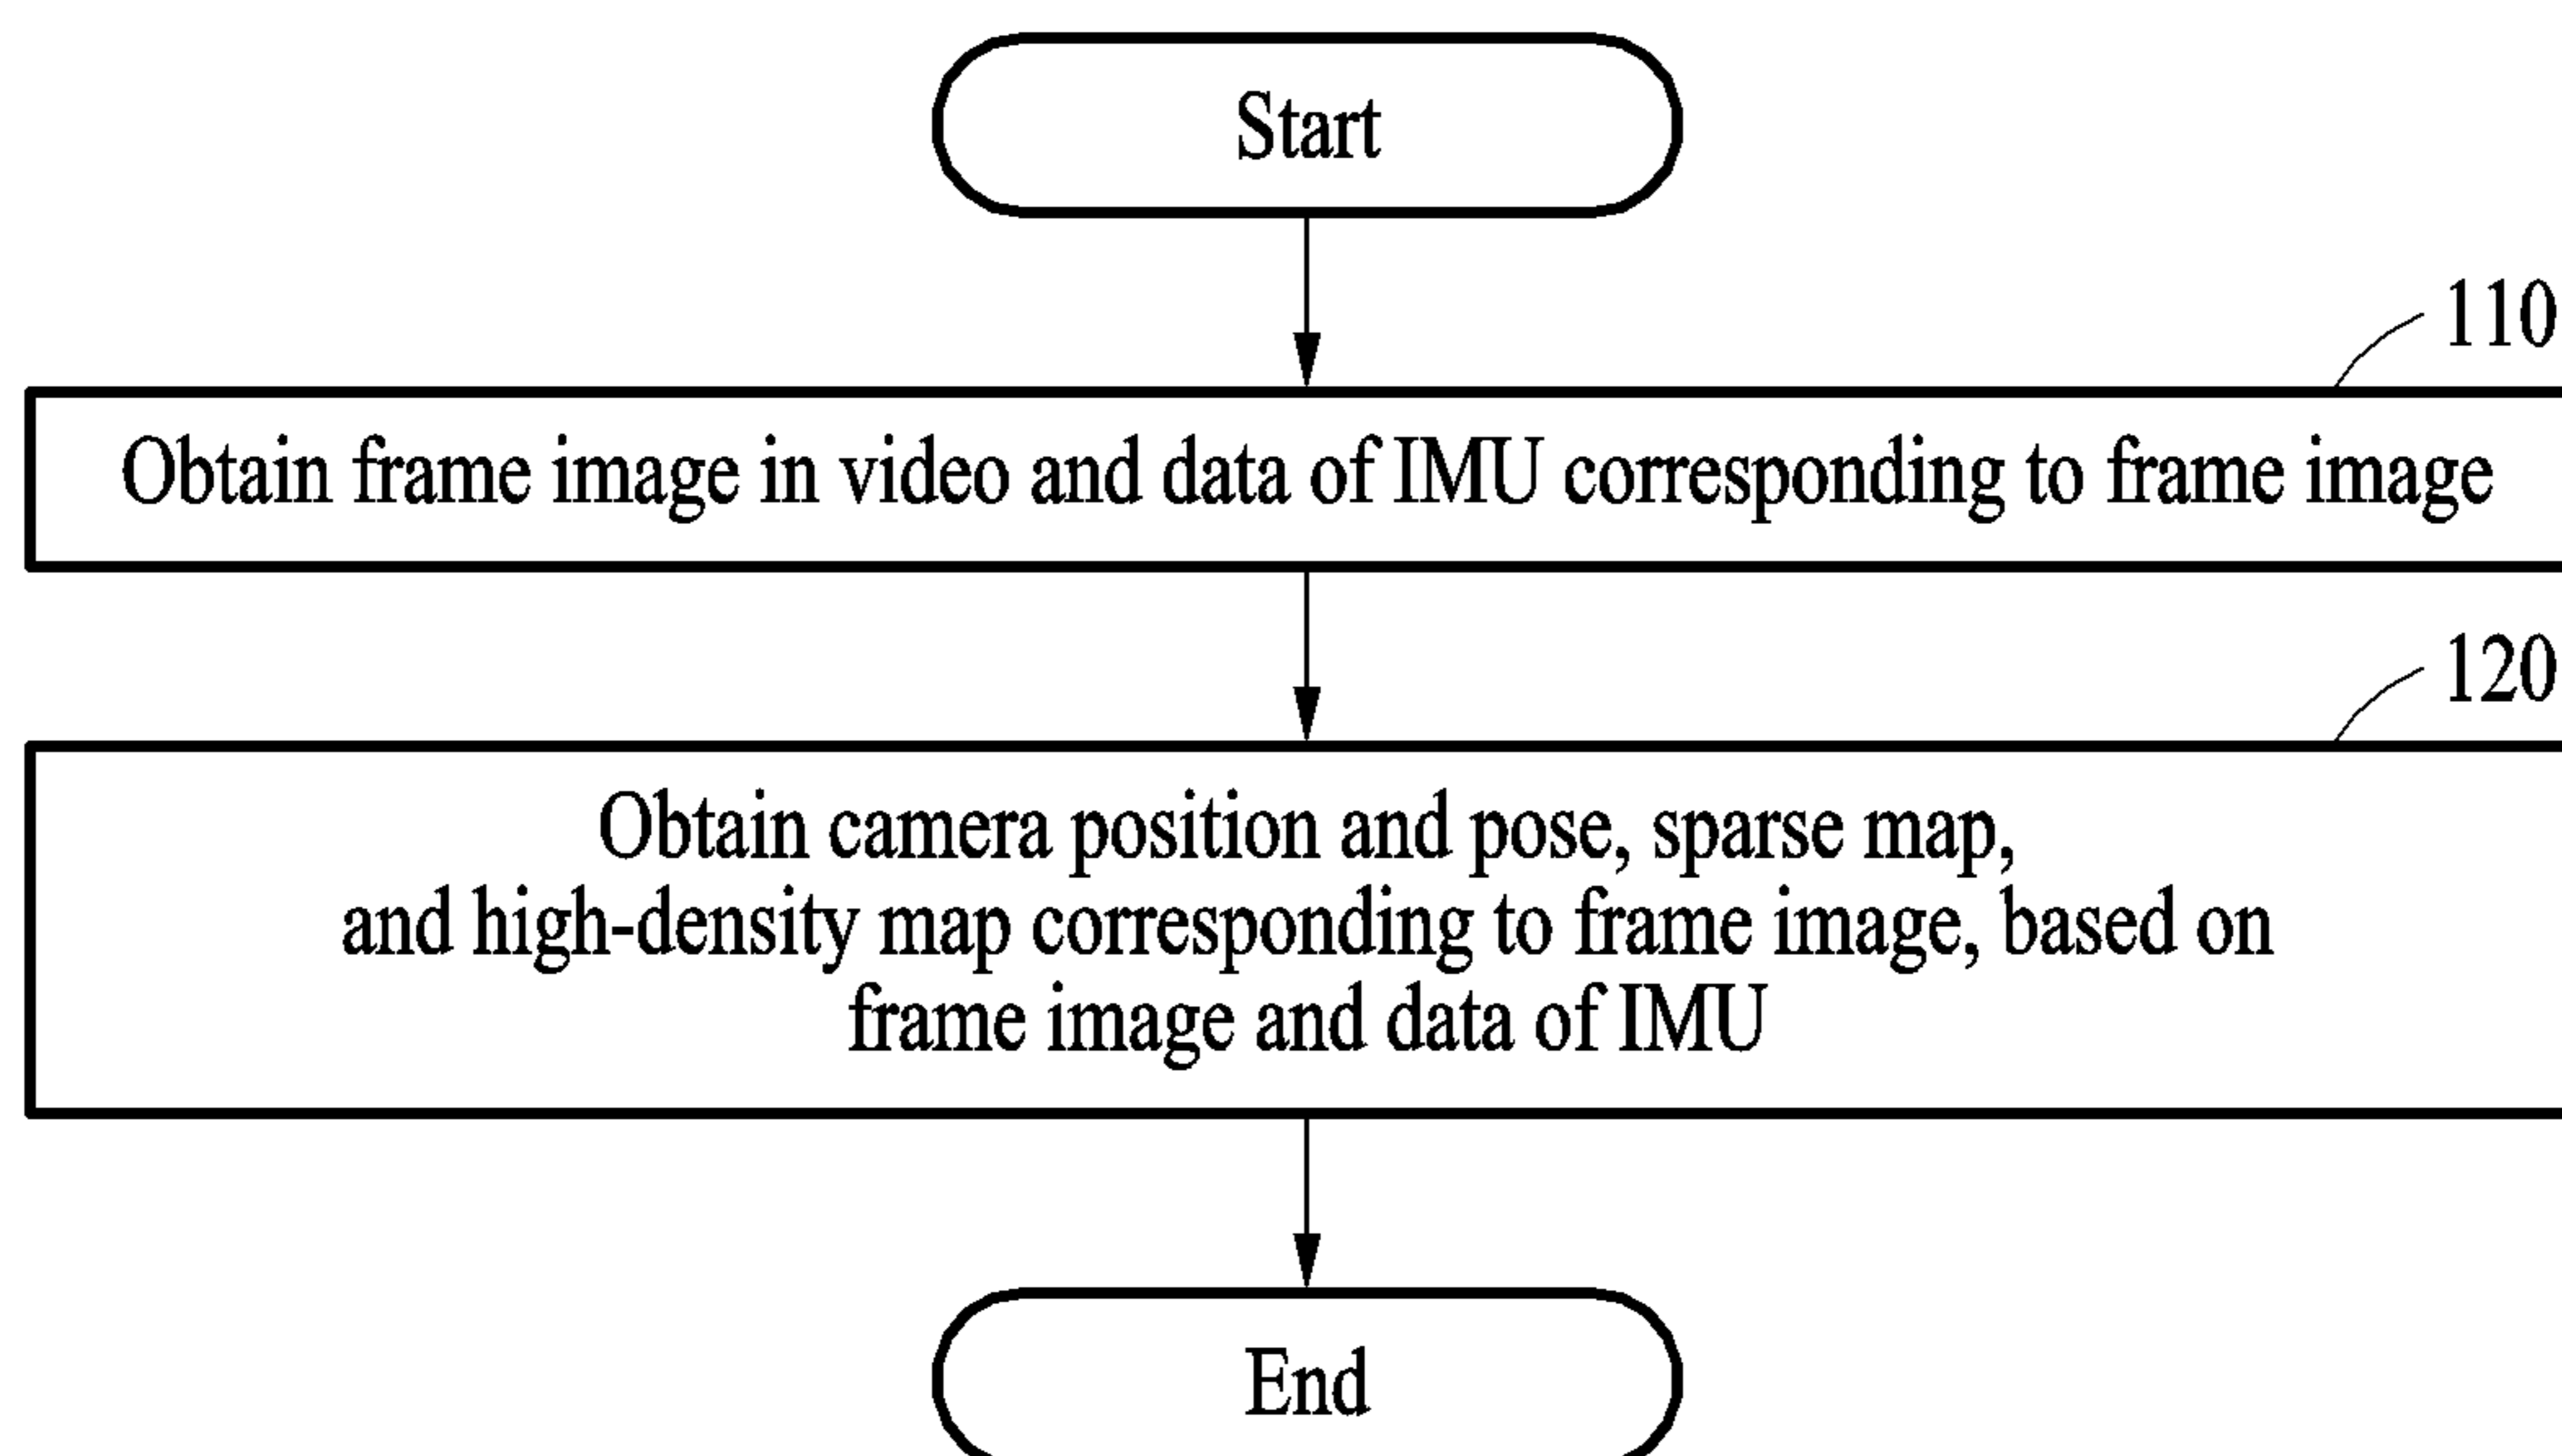 Start
110
Obtain frame image in video and data of IMU corresponding to frame image
120
Obtain camera position and pose, sparse map,
and high-density map corresponding to frame image, based on
frame image and data of IMU
End